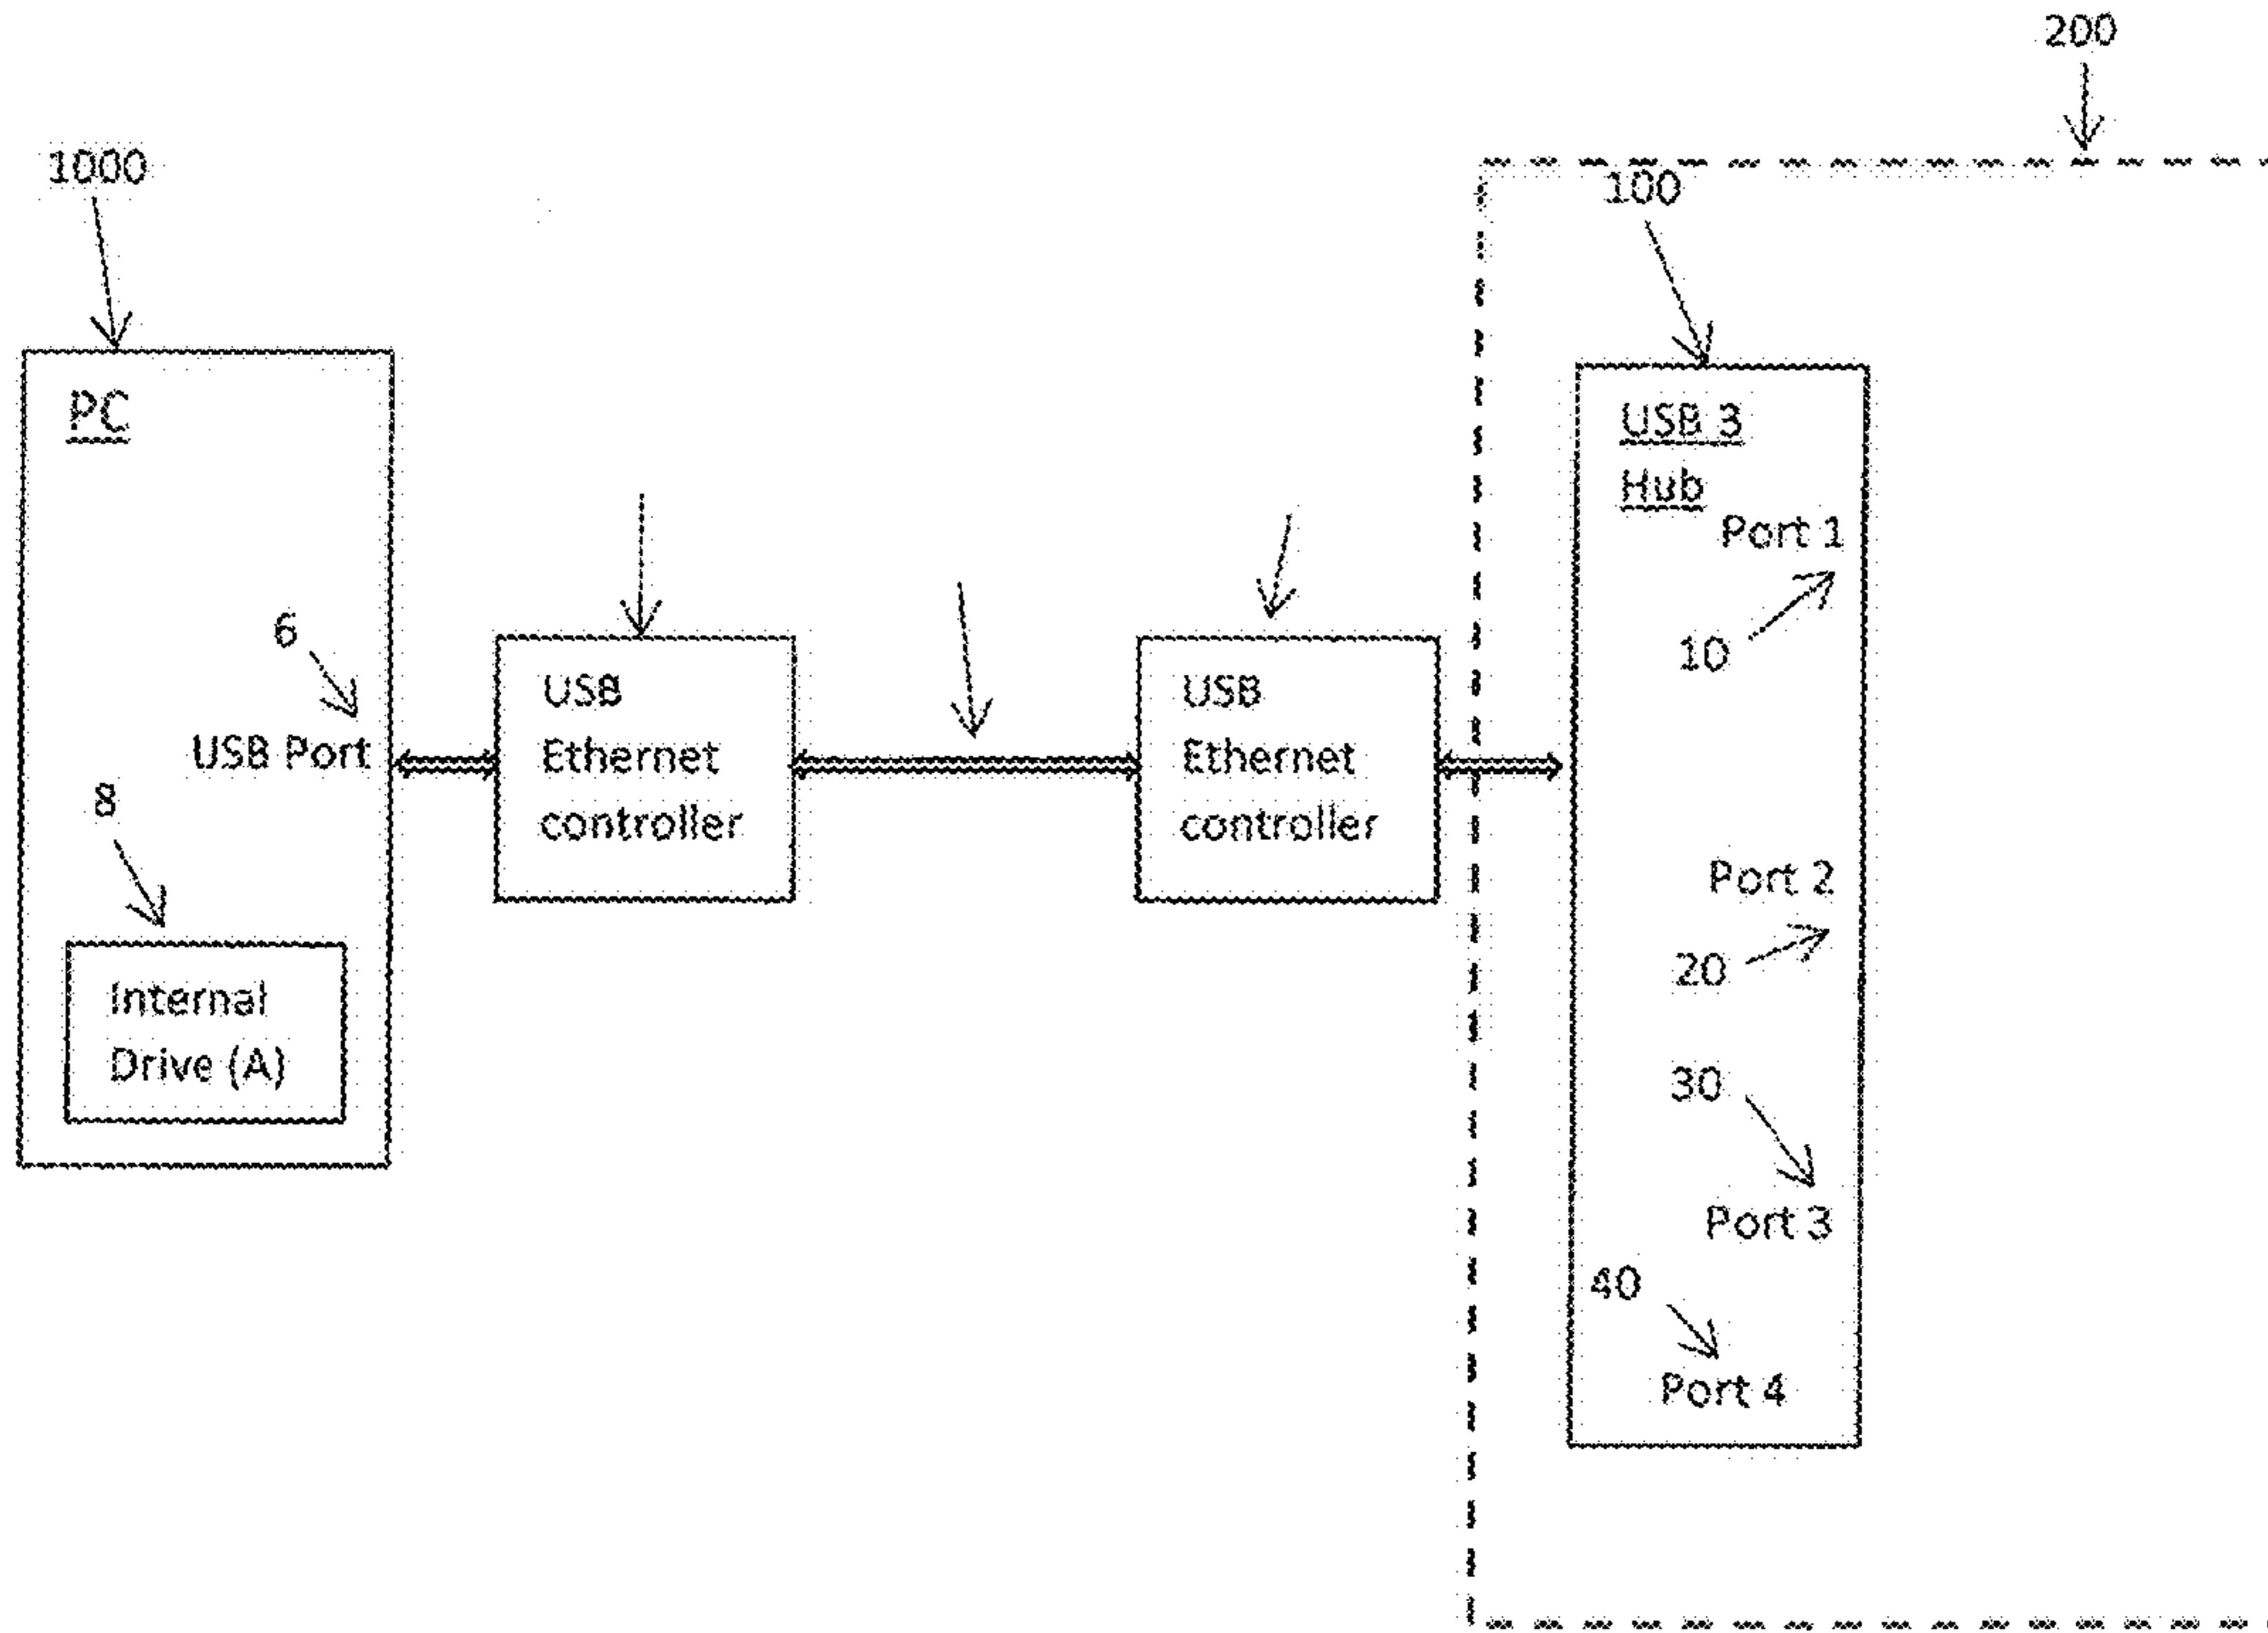 200
1000
100
PC
USB 3
Hub
Port 1
6
10
USB
Ethernet
controller
USB
Ethernet
controller
USB Port
8
Port 2
20
Internal
Drive (A)
30
Port 3
40
Port 4